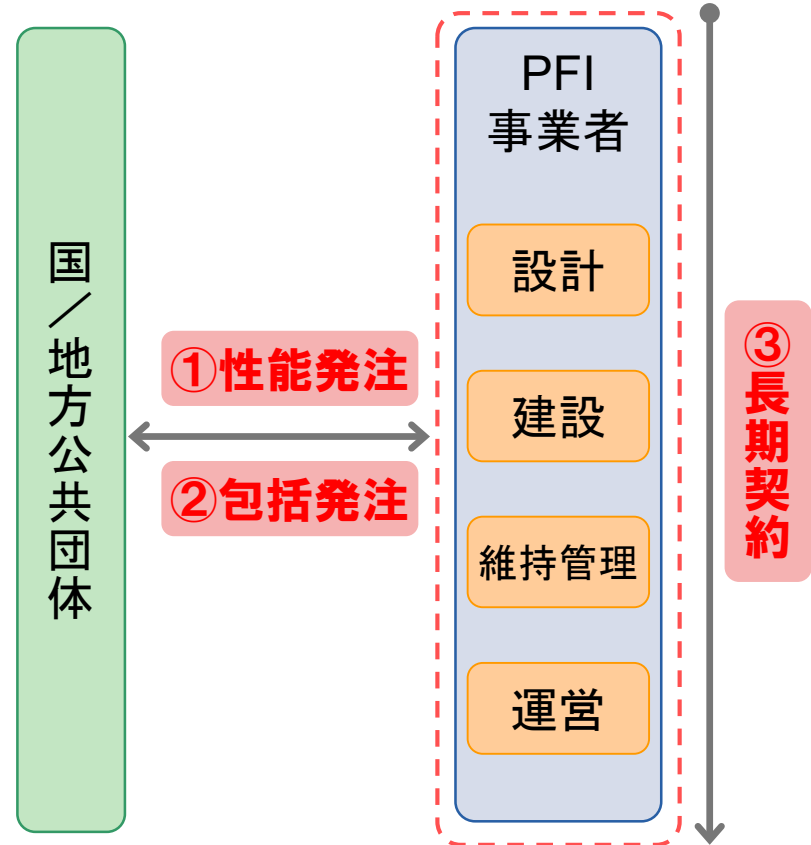 国／地方公共団体
①性能発注
②包括発注
PFI
事業者
設計
建設
維持管理
運営
③長期契約